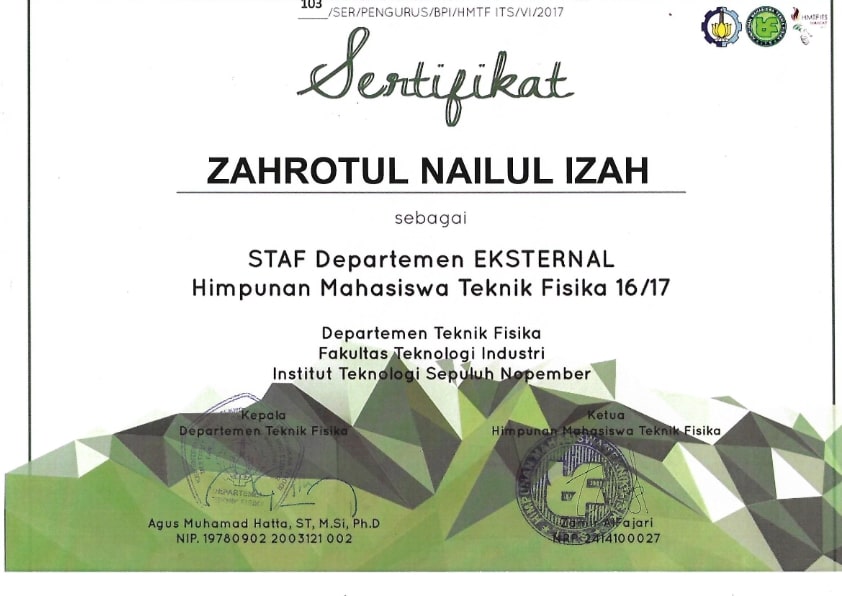 103/SER/PENGURUS/BPI/HMTF ITS/VI/2017
Sertifikat
ZAHROTUL NAILUL IZAH
sebagai
STAF Departemen EKSTERNAL
Himpunan Mahasiswa Teknik Fisika 16/17
Departemen Teknik Fisika
Fakultas Teknologi Industri
Institut Teknologi Sepuluh Nopember
Kepala
Departemen Teknik Fisika
Agus Muhamad Hatta, ST, M.Si, Ph.D
NIP. 19780902 2003121 002
Ketua
Himpunan Mahasiswa Teknik Fisika
AlFajari
NRP. 2414100027